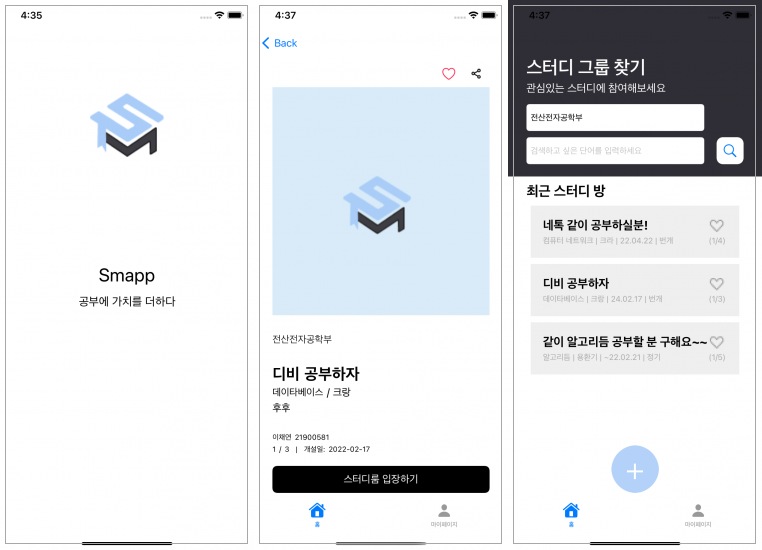 4:35
Smapp
공부에 가치를 더하다
4:37
Back
전산전자공학부
디비 공부하자
데이타베이스 / 크랑
후후
이재연 21900581
1 / 3 | 개설일: 2022-02-17
스터디룸 입장하기
홈
마이페이지
4:37
스터디 그룹 찾기
관심있는 스터디에 참여해보세요
전산전자공학부
검색하고 싶은 단어를 입력하세요
최근 스터디 방
네톡 같이 공부하실분!
컴퓨터 네트워크 | 크라 | 22.04.22 | 번개
(1/4)
디비 공부하자
데이타베이스 | 크랑 | 24.02.17 | 번개
(1/3)
같이 알고리듬 공부할 분 구해요~~
알고리듬 | 용환기 | ~22.02.21 | 정기
(1/5)
홈
마이페이지